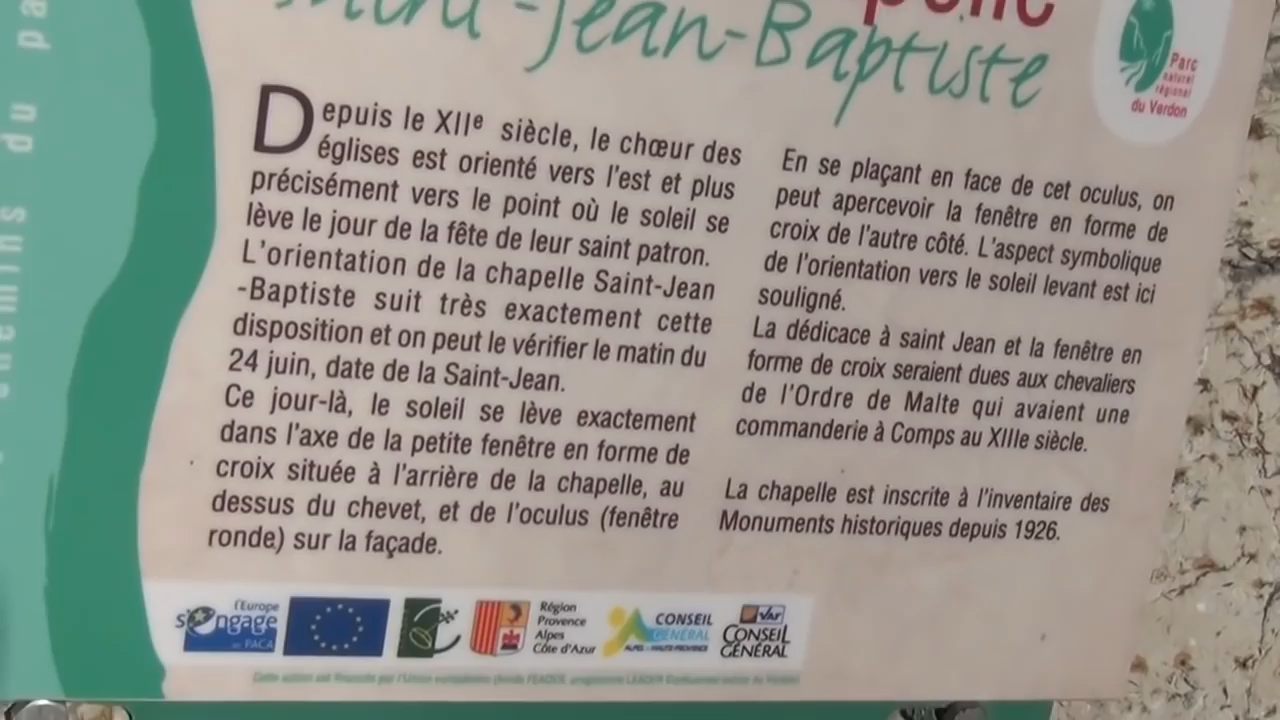 Saint-Jean-Baptiste
Parc
naturel
régional
du Verdon
Depuis le XIIe siècle, le chœur des
églises est orienté vers l'est et plus
précisément vers le point où le soleil se
lève le jour de la fête de leur saint patron.
L'orientation de la chapelle Saint-Jean
-Baptiste suit très exactement cette
disposition et on peut le vérifier le matin du
24 juin, date de la Saint-Jean.
Ce jour-là, le soleil se lève exactement
dans l'axe de la petite fenêtre en forme de
croix située à l'arrière de la chapelle, au
dessus du chevet, et de l'oculus (fenêtre
ronde) sur la façade.
En se plaçant en face de cet oculus, on
peut apercevoir la fenêtre en forme de
croix de l'autre côté. L'aspect symbolique
de l'orientation vers le soleil levant est ici
souligné.
La dédicace à saint Jean et la fenêtre en
forme de croix seraient dues aux chevaliers
de l'Ordre de Malte qui avaient une
commanderie à Comps au XIIIe siècle.
La chapelle est inscrite à l'inventaire des
Monuments historiques depuis 1926.
l'Europe
s'engage
en PACA
Région
Provence
Alpes
Côte d'Azur
CONSEIL
GÉNÉRAL
ALPES - HAUTE PROVENCE
VAR
CONSEIL
GÉNÉRAL
chemins du pa